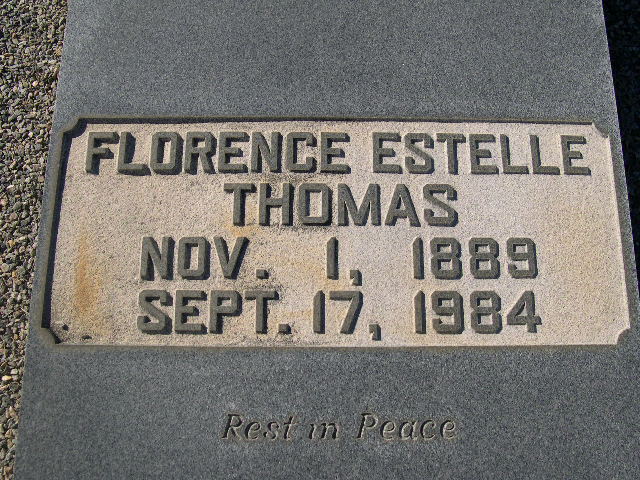 FLORENCE ESTELLE
THOMAS
NOV. 1, 1889
SEPT. 17, 1984
Rest in Peace